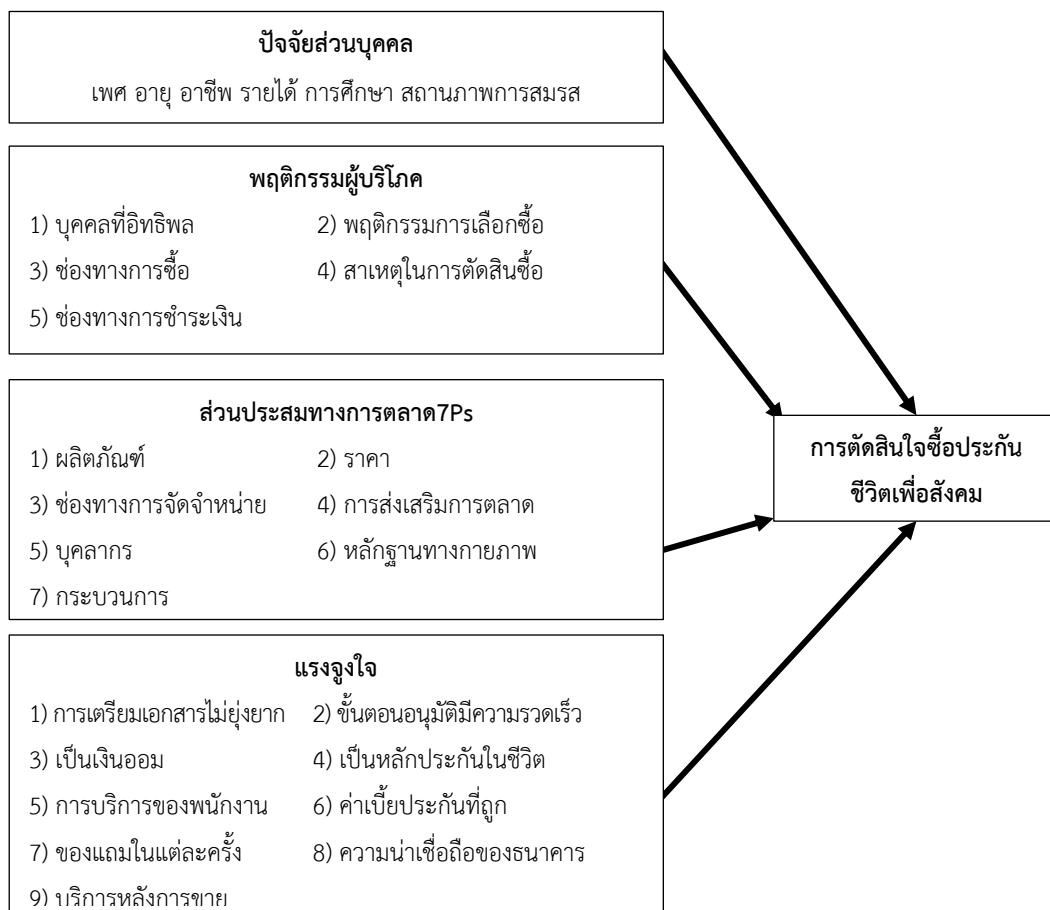 ปัจจัยส่วนบุคคล
เพศ อายุ อาชีพ รายได้ การศึกษา สถานภาพการสมรส
พฤติกรรมผู้บริโภค
1) บุคคลที่อิทธิพล 2) พฤติกรรมการเลือกซื้อ
3) ช่องทางการซื้อ 4) สาเหตุในการตัดสินซื้อ
5) ช่องทางการชำระเงิน
ส่วนประสมทางการตลาด7Ps
1) ผลิตภัณฑ์ 2) ราคา
3) ช่องทางการจัดจำหน่าย 4) การส่งเสริมการตลาด
5) บุคลากร 6) หลักฐานทางกายภาพ
7) กระบวนการ
การตัดสินใจซื้อประกัน
ชีวิตเพื่อสังคม
แรงจูงใจ
1) การเตรียมเอกสารไม่ยุ่งยาก 2) ขั้นตอนอนุมัติมีความรวดเร็ว
3) เป็นเงินออม 4) เป็นหลักประกันในชีวิต
5) การบริการของพนักงาน 6) ค่าเบี้ยประกันที่ถูก
7) ของแถมในแต่ละครั้ง 8) ความน่าเชื่อถือของธนาคาร
9) บริการหลังการขาย